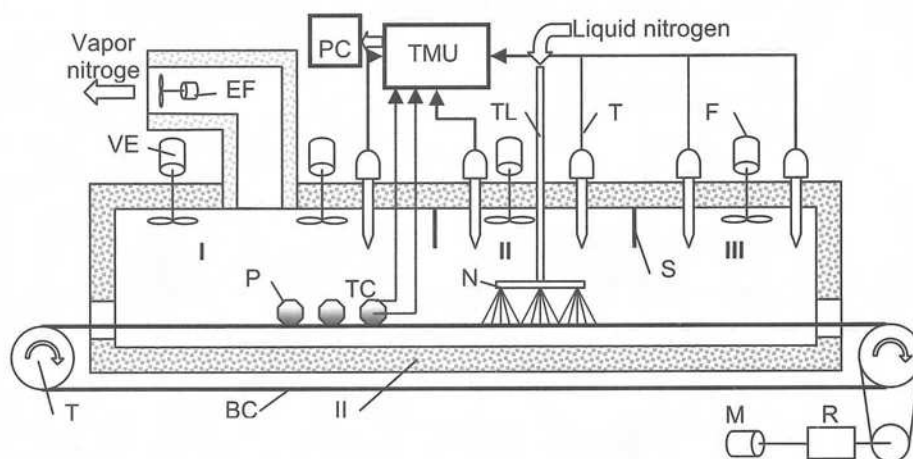 Vapor
nitroge
PC
TMU
Liquid nitrogen
EF
TL
T
F
VE
I
II
III
P
TC
N
S
T
BC
II
M
R